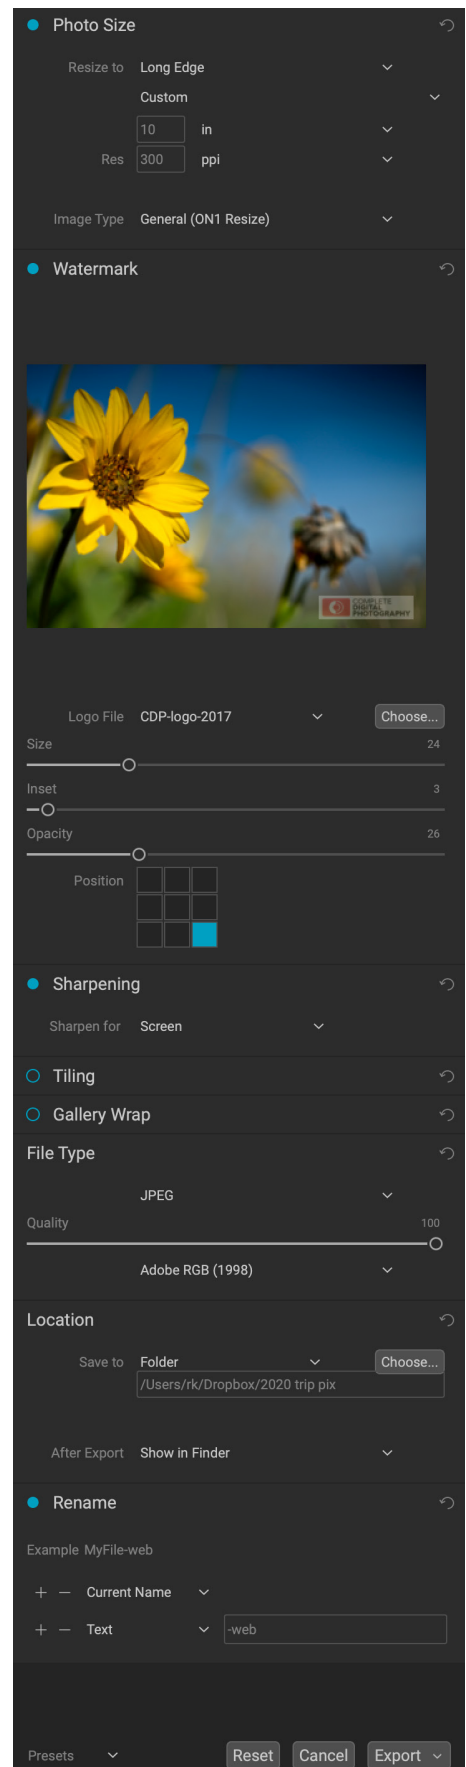 Photo Size
Resize to Long Edge
Custom
10 in
Res 300 ppi
Image Type General (ON1 Resize)
Watermark
COMPLETE
DIGITAL
PHOTOGRAPHY
Logo File CDP-logo-2017 Choose...
Size 24
Inset 3
Opacity 26
Position
Sharpening
Sharpen for Screen
Tiling
Gallery Wrap
File Type
JPEG
Quality 100
Adobe RGB (1998)
Location
Save to Folder Choose...
/Users/rk/Dropbox/2020 trip pix
After Export Show in Finder
Rename
Example MyFile-web
+ − Current Name
+ − Text -web
Presets Reset Cancel Export